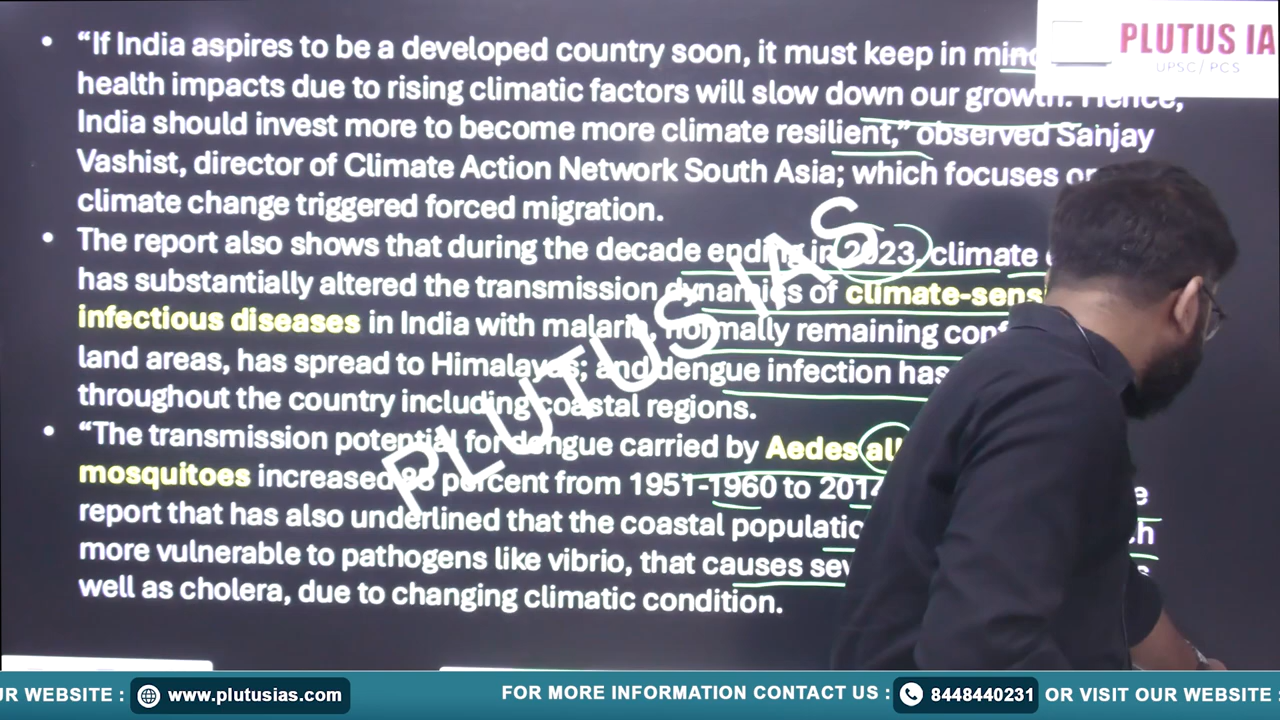 PLUTUS IA
UPSC/ PCS
• “If India aspires to be a developed country soon, it must keep in mind
health impacts due to rising climatic factors will slow down our growth. Hence,
India should invest more to become more climate resilient,” observed Sanjay
Vashist, director of Climate Action Network South Asia; which focuses on
climate change triggered forced migration.
• The report also shows that during the decade ending in 2023, climate
has substantially altered the transmission dynamics of climate-sens
infectious diseases in India with malaria, normally remaining conf
land areas, has spread to Himalayas; and dengue infection has
throughout the country including coastal regions.
• “The transmission potential for dengue carried by Aedes
mosquitoes increased percent from 1951-1960 to 2014
report that has also underlined that the coastal
more vulnerable to pathogens like vibrio, that causes
well as cholera, due to changing climatic condition.
PLUTUS IAS
UR WEBSITE : www.plutusias.com FOR MORE INFORMATION CONTACT US : 8448440231 OR VISIT OUR WEBSITE :